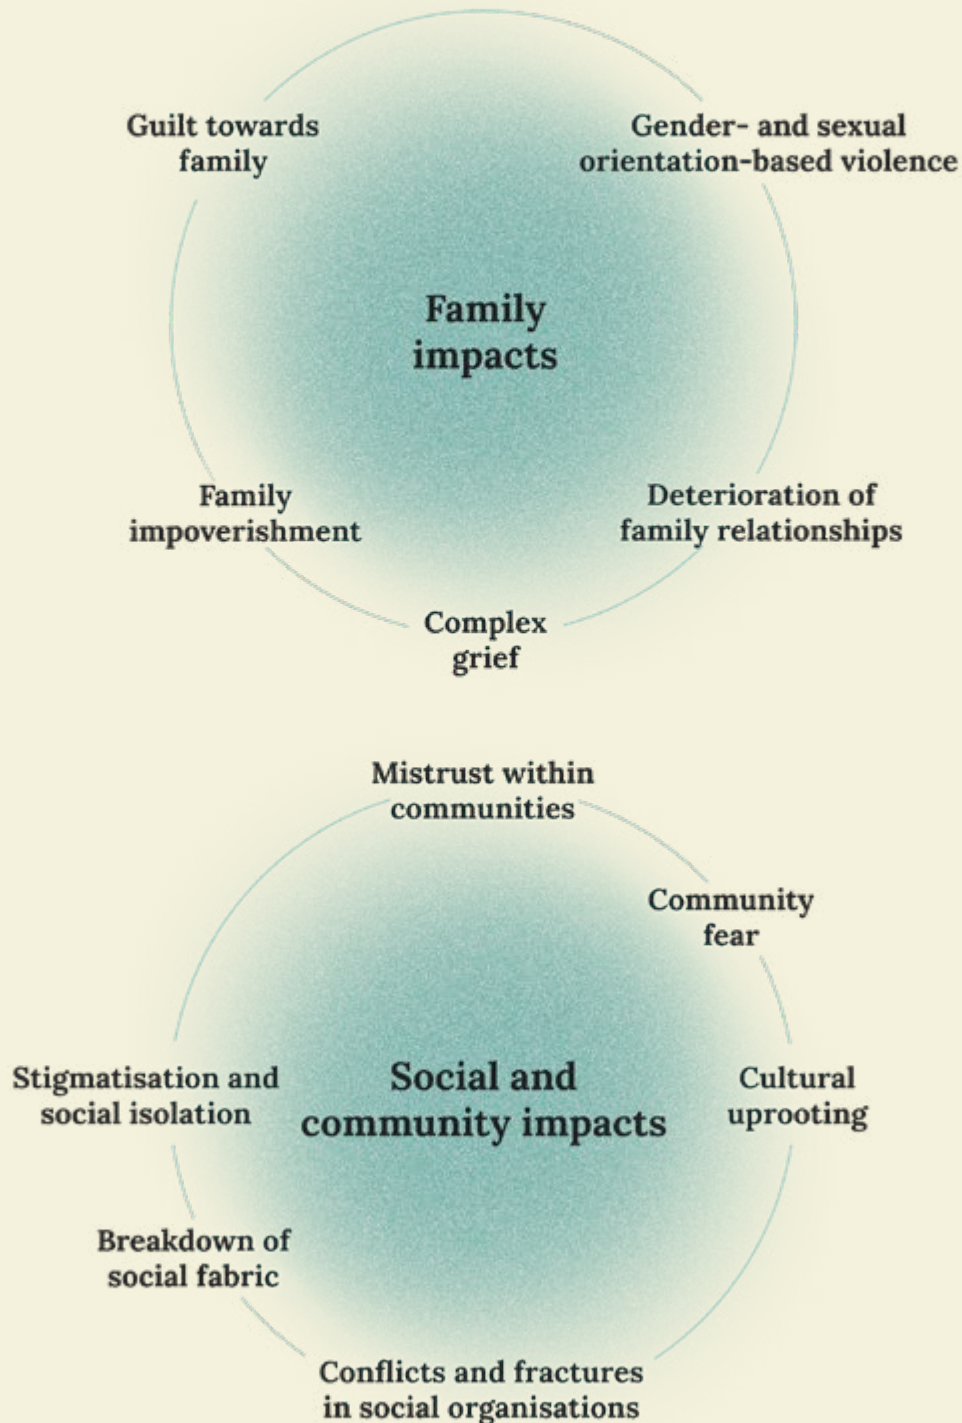 Guilt towards
family
Gender- and sexual
orientation-based violence
Family
impacts
Family
impoverishment
Deterioration of
family relationships
Complex
grief
Mistrust within
communities
Community
fear
Stigmatisation and
social isolation
Social and
community impacts
Cultural
uprooting
Breakdown of
social fabric
Conflicts and fractures
in social organisations